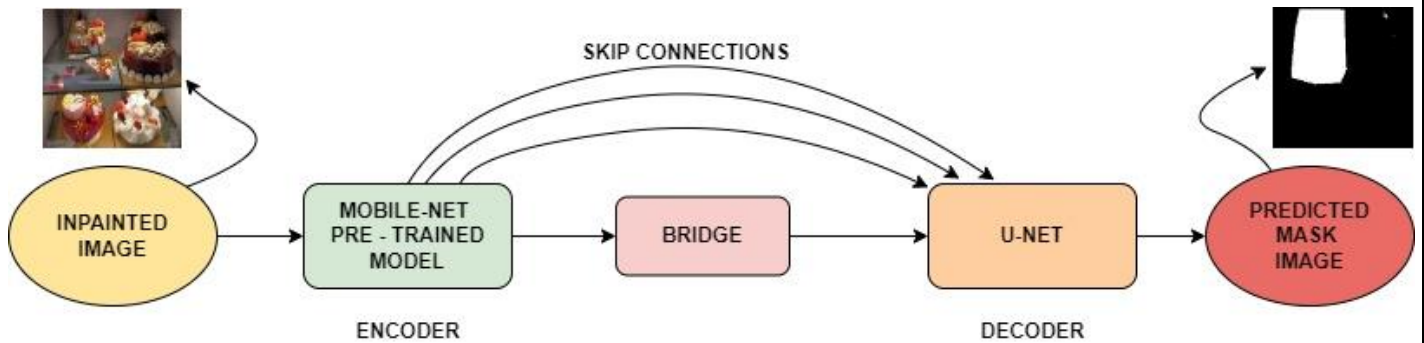 SKIP CONNECTIONS
INPAINTED
IMAGE
MOBILE-NET
PRE - TRAINED
MODEL
BRIDGE
U-NET
PREDICTED
MASK
IMAGE
ENCODER
DECODER